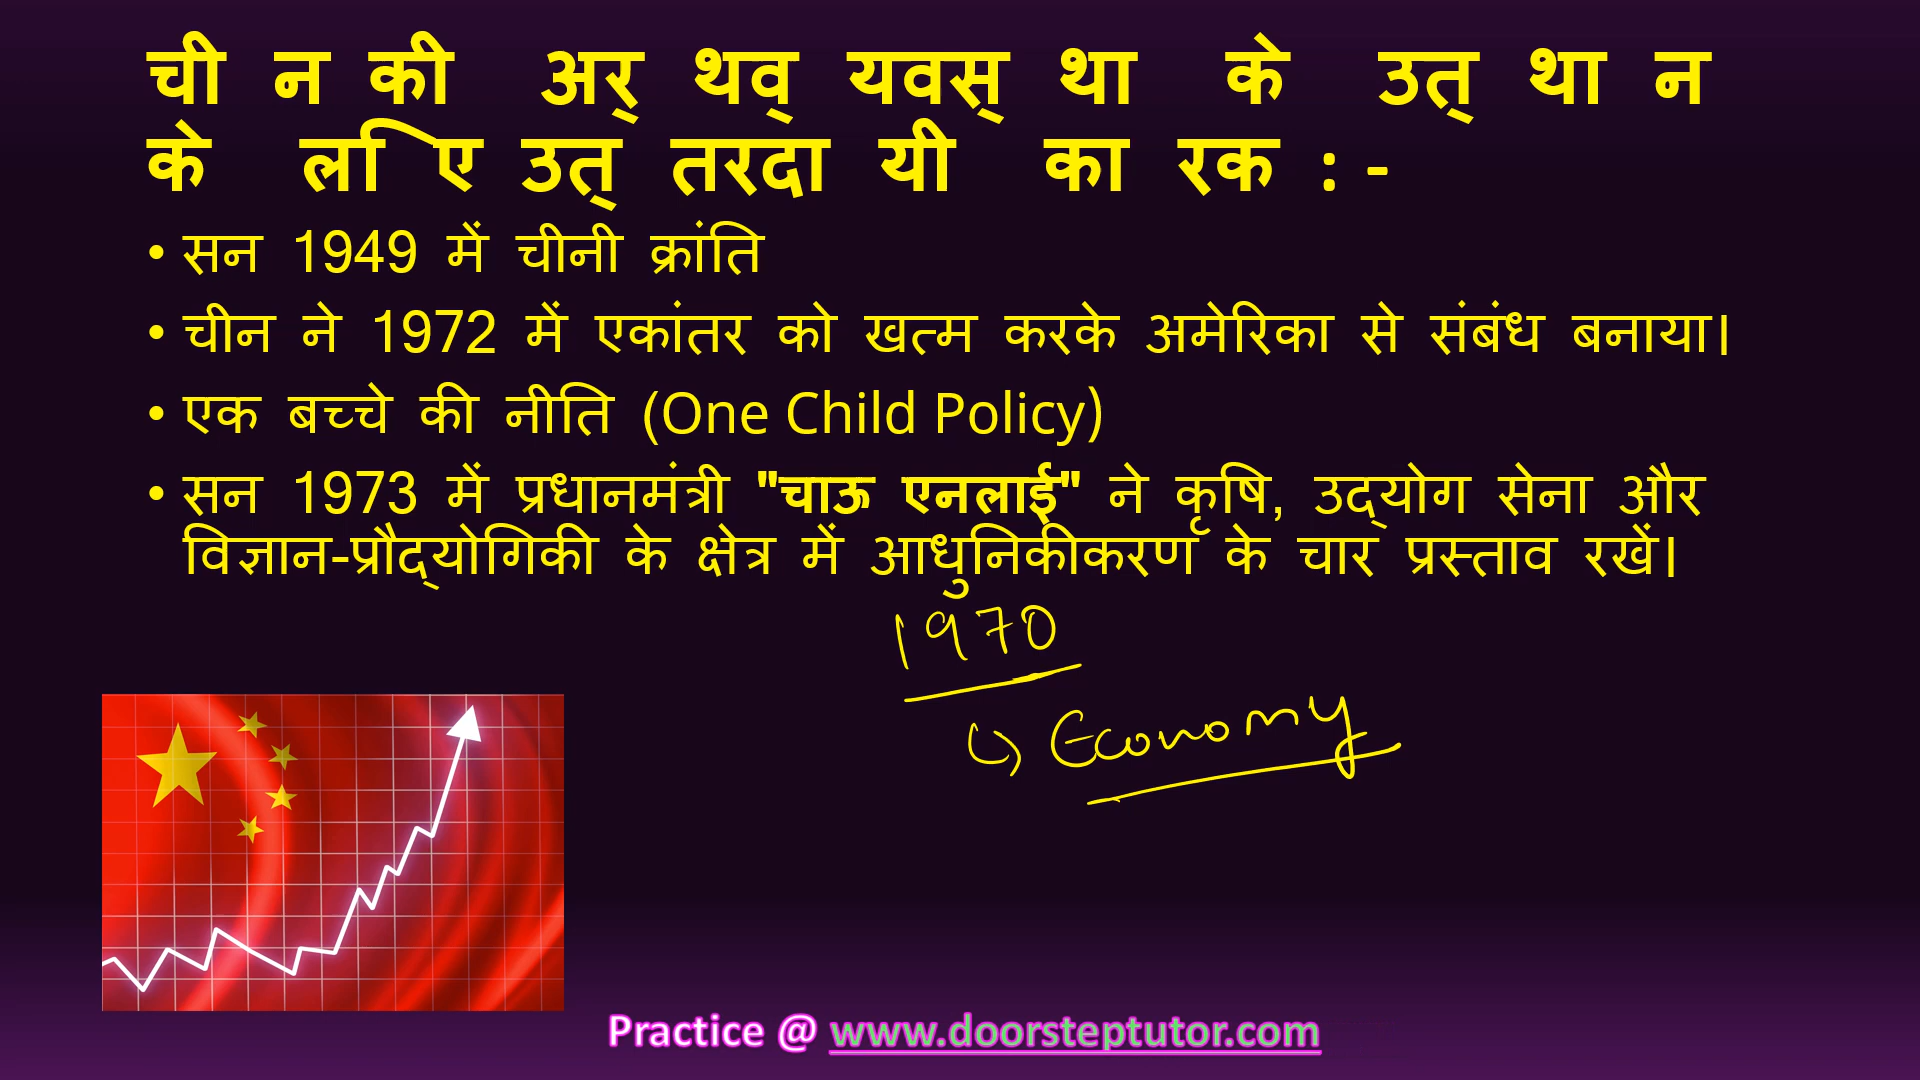 चीन की अर्थव्यवस्था के उत्थान
के लिए उत्तरदायी कारक :-
• सन 1949 में चीनी क्रांति
• चीन ने 1972 में एकांतर को खत्म करके अमेरिका से संबंध बनाया।
• एक बच्चे की नीति (One Child Policy)
• सन 1973 में प्रधानमंत्री "चाऊ एनलाई" ने कृषि, उद्योग सेना और
विज्ञान-प्रौद्योगिकी के क्षेत्र में आधुनिकीकरण के चार प्रस्ताव रखें।
1970
Economy
Practice @ www.doorsteptutor.com